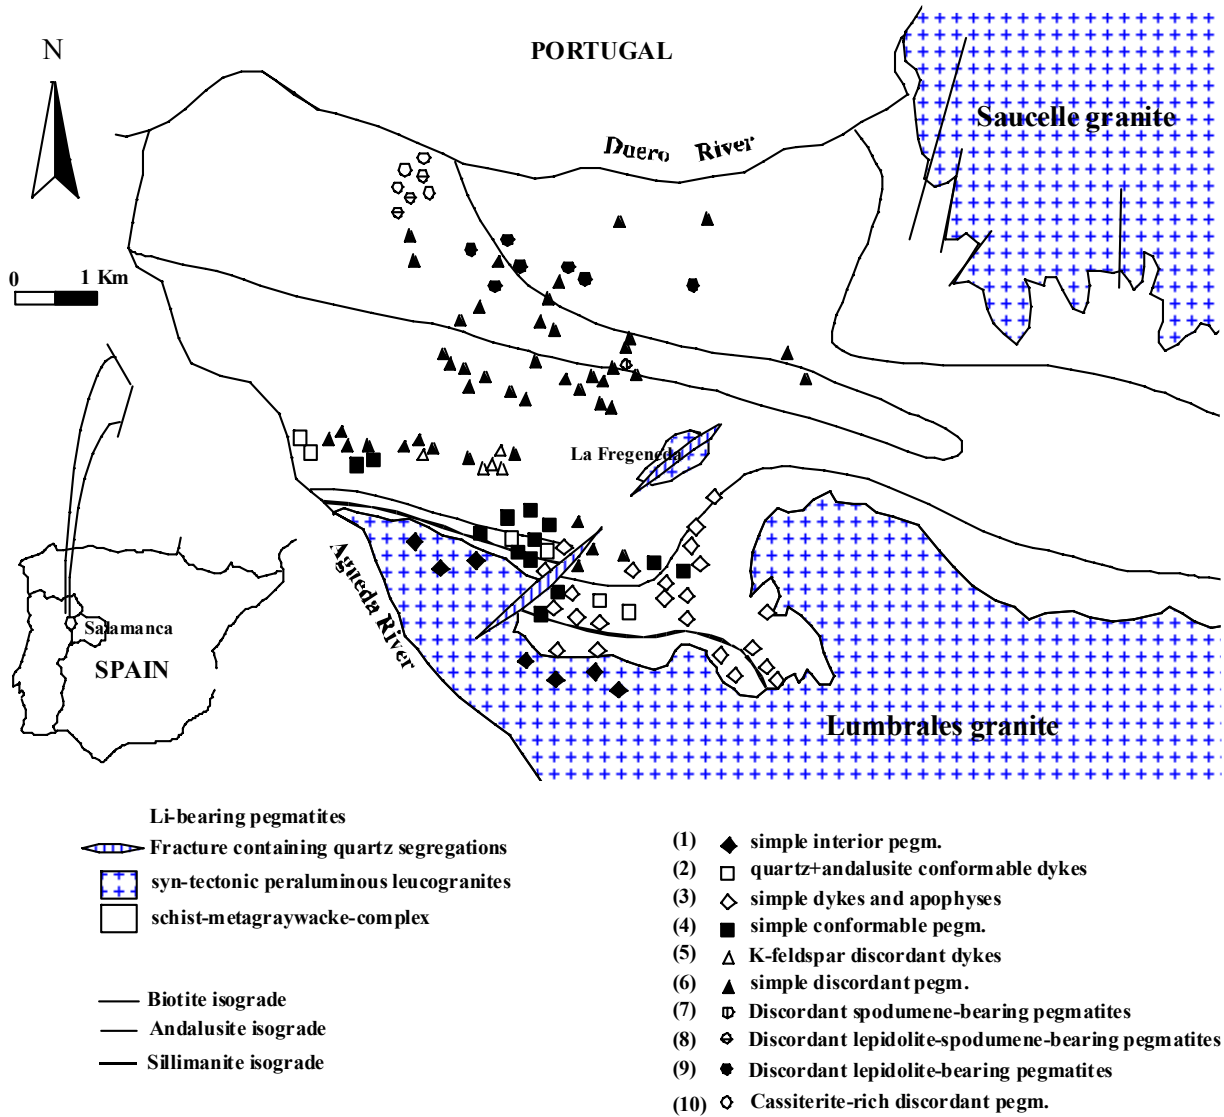 N
PORTUGAL
Saucelle granite
Duero River
0 1 Km
La Fregeneda
Agueda River
Salamanca
SPAIN
Lumbrales granite
Li-bearing pegmatites
Fracture containing quartz segregations
syn-tectonic peraluminous leucogranites
schist-metagraywacke-complex
Biotite isograde
Andalusite isograde
Sillimanite isograde
(1) simple interior pegm.
(2) quartz+andalusite conformable dykes
(3) simple dykes and apophyses
(4) simple conformable pegm.
(5) K-feldspar discordant dykes
(6) simple discordant pegm.
(7) Discordant spodumene-bearing pegmatites
(8) Discordant lepidolite-spodumene-bearing pegmatites
(9) Discordant lepidolite-bearing pegmatites
(10) Cassiterite-rich discordant pegm.